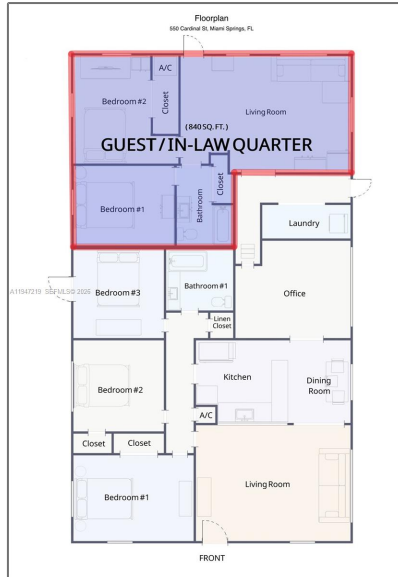 Floorplan
550 Cardinal St, Miami Springs, FL
A/C
Bedroom #2
Closet
Living Room
(840 SQ. FT.)
GUEST / IN-LAW QUARTER
Closet
Bedroom #1
Bathroom
Laundry
A11947219 SEFMLS© 2026
Bedroom #3
Bathroom #1
Office
Linen
Closet
Kitchen
Dining
Room
Bedroom #2
A/C
Closet
Closet
Living Room
Bedroom #1
FRONT